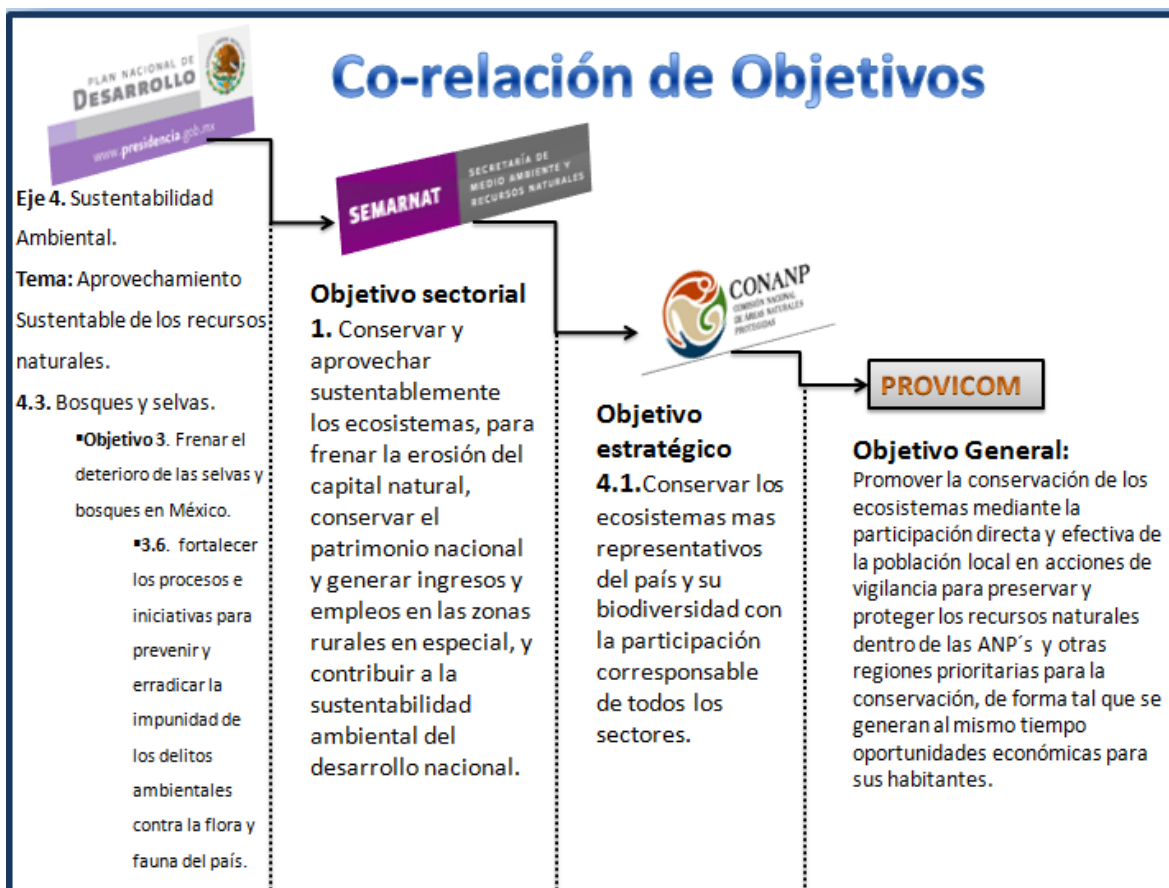 Co-relación de Objetivos
PLAN NACIONAL DE
DESARROLLO
www.presidencia.gob.mx
Eje 4. Sustentabilidad
Ambiental.
Tema: Aprovechamiento
Sustentable de los recursos
naturales.
4.3. Bosques y selvas.
▪Objetivo 3. Frenar el
deterioro de las selvas y
bosques en México.
▪3.6. fortalecer
los procesos e
iniciativas para
prevenir y
erradicar la
impunidad de
los delitos
ambientales
contra la flora y
fauna del país.
SEMARNAT
SECRETARÍA DE
MEDIO AMBIENTE Y
RECURSOS NATURALES
Objetivo sectorial
1. Conservar y
aprovechar
sustentablemente
los ecosistemas, para
frenar la erosión del
capital natural,
conservar el
patrimonio nacional
y generar ingresos y
empleos en las zonas
rurales en especial, y
contribuir a la
sustentabilidad
ambiental del
desarrollo nacional.
CONANP
COMISIÓN NACIONAL
DE ÁREAS NATURALES
PROTEGIDAS
Objetivo
estratégico
4.1.Conservar los
ecosistemas mas
representativos
del país y su
biodiversidad con
la participación
corresponsable
de todos los
sectores.
PROVICOM
Objetivo General:
Promover la conservación de los
ecosistemas mediante la
participación directa y efectiva de
la población local en acciones de
vigilancia para preservar y
proteger los recursos naturales
dentro de las ANP´s y otras
regiones prioritarias para la
conservación, de forma tal que se
generan al mismo tiempo
oportunidades económicas para
sus habitantes.